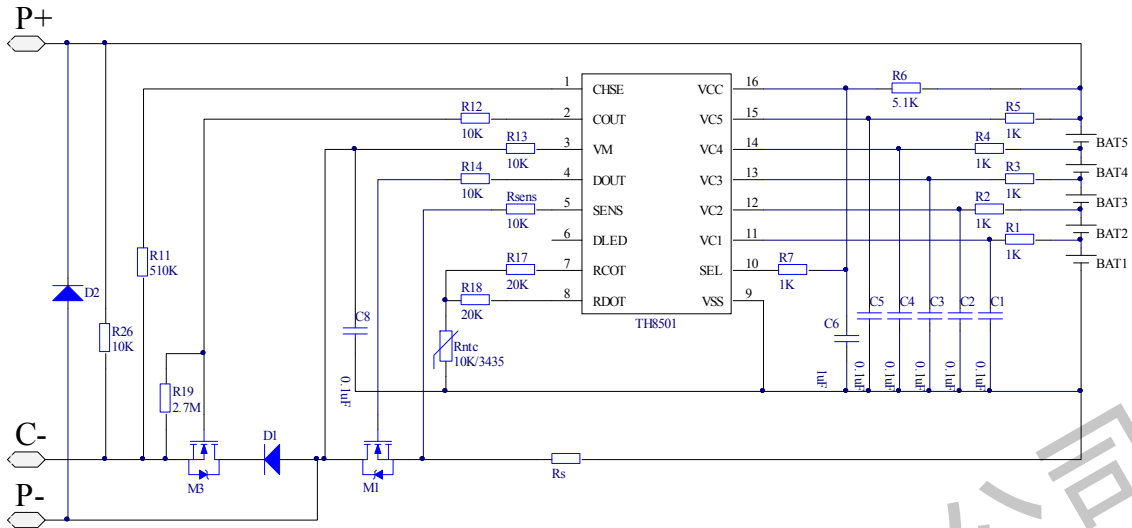 P+
1 CHSE VCC 16 R6
5.1K
R12 2 COUT VC5 15 R5
10K 1K
R13 3 VM VC4 14 R4 BAT5
10K 1K
R14 4 DOUT VC3 13 R3 BAT4
10K 1K
Rsens 5 SENS VC2 12 R2 BAT3
10K 1K
6 DLED VC1 11 R1 BAT2
1K
R11 R17 7 RCOT SEL 10 R7 BAT1
510K 20K 1K
D2 R18 8 RDOT VSS 9
20K
TH8501
R26 C8 C6 C5 C4 C3 C2 C1
10K
Rntc
10K/3435
0.1uF 1uF 0.1uF 0.1uF 0.1uF 0.1uF 0.1uF
R19
2.7M
C-
D1
M3 M1 Rs
P-
公司